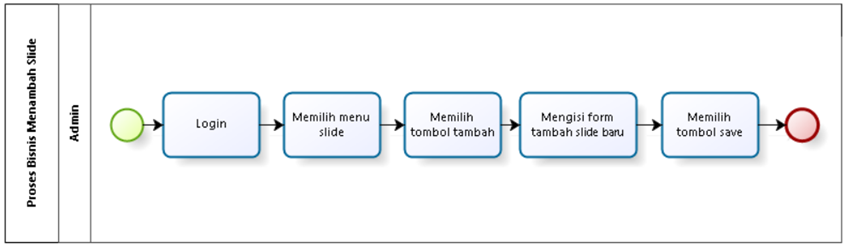 Proses Bisnis Menambah Slide
Admin
Login
Memilih menu
slide
Memilih
tombol tambah
Mengisi form
tambah slide baru
Memilih
tombol save